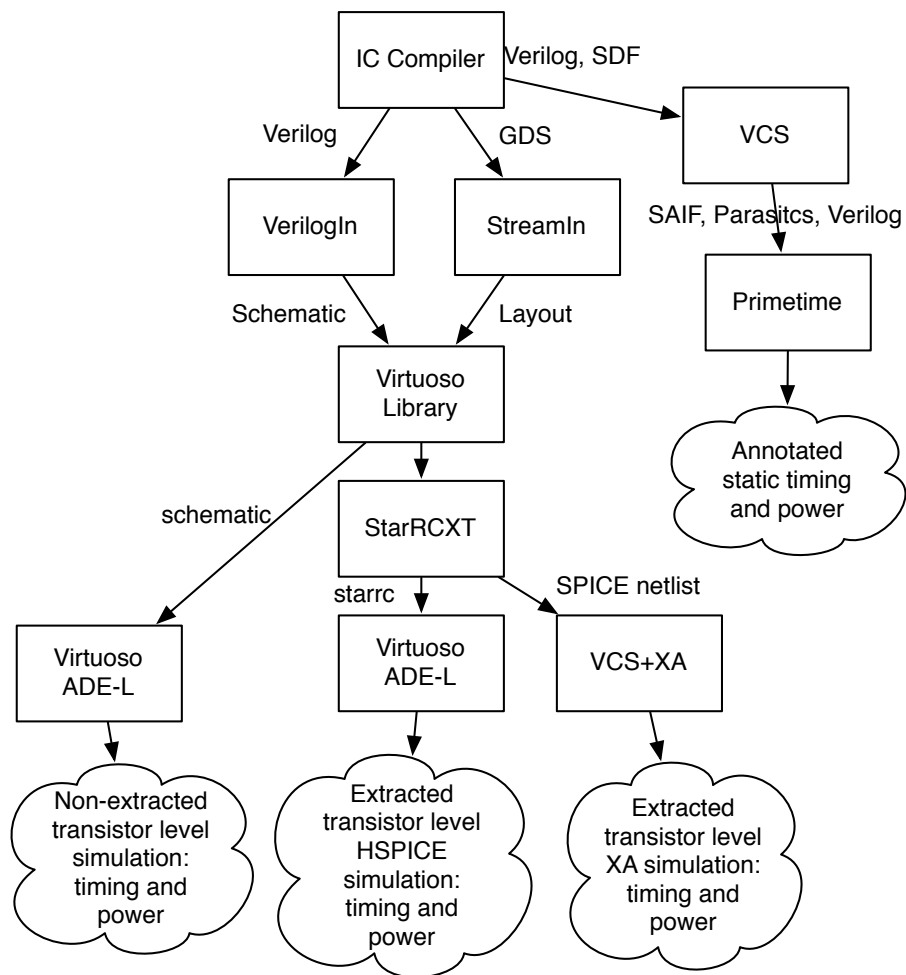 IC Compiler
Verilog, SDF
Verilog
GDS
VCS
VerilogIn
StreamIn
SAIF, Parasitcs, Verilog
Schematic
Layout
Primetime
Virtuoso
Library
Annotated
static timing
and power
schematic
StarRCXT
starrc
SPICE netlist
Virtuoso
ADE-L
Virtuoso
ADE-L
VCS+XA
Non-extracted
transistor level
simulation:
timing and
power
Extracted
transistor level
HSPICE
simulation:
timing and
power
Extracted
transistor level
XA simulation:
timing and
power